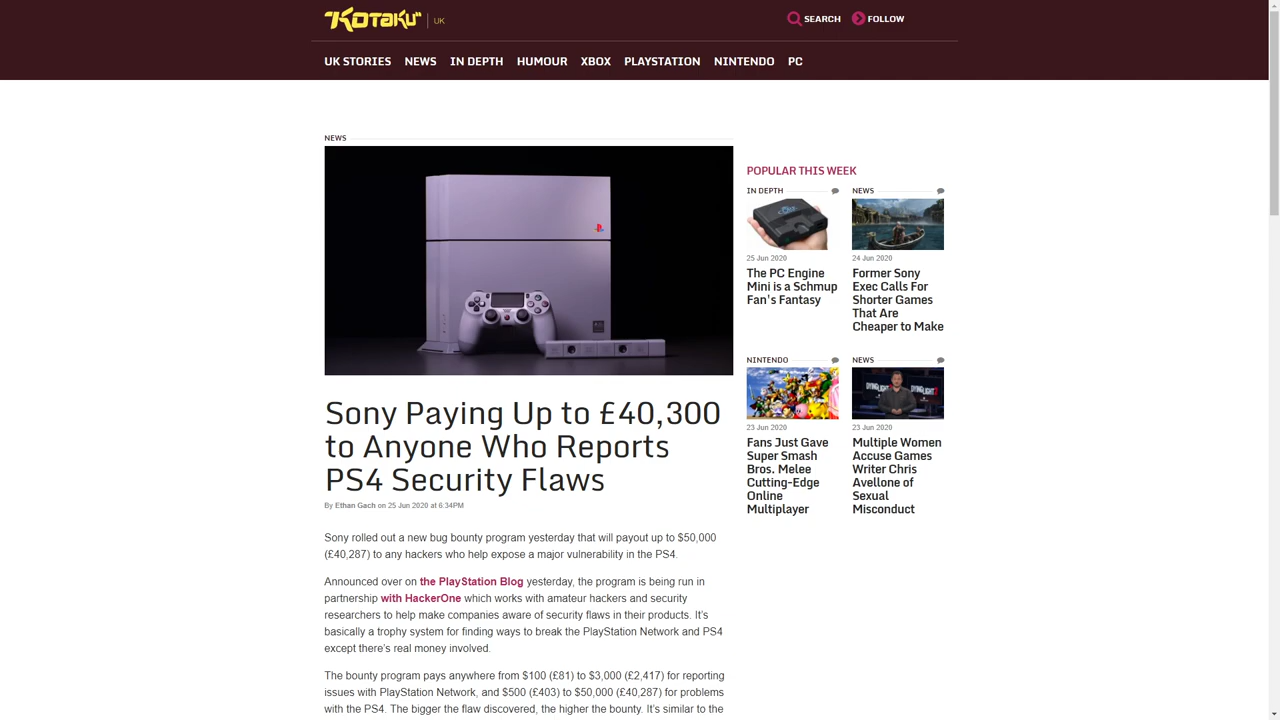 KOTAKU
UK
SEARCH
FOLLOW
UK STORIES NEWS IN DEPTH HUMOUR XBOX PLAYSTATION NINTENDO PC
NEWS
Sony Paying Up to £40,300
to Anyone Who Reports
PS4 Security Flaws
By Ethan Gach on 25 Jun 2020 at 6:34PM
Sony rolled out a new bug bounty program yesterday that will payout up to $50,000
(£40,287) to any hackers who help expose a major vulnerability in the PS4.
Announced over on the PlayStation Blog yesterday, the program is being run in
partnership with HackerOne which works with amateur hackers and security
researchers to help make companies aware of security flaws in their products. It's
basically a trophy system for finding ways to break the PlayStation Network and PS4
except there's real money involved.
The bounty program pays anywhere from $100 (£81) to $3,000 (£2,417) for reporting
issues with PlayStation Network, and $500 (£403) to $50,000 (£40,287) for problems
with the PS4. The bigger the flaw discovered, the higher the bounty. It's similar to the
POPULAR THIS WEEK
IN DEPTH
25 Jun 2020
The PC Engine
Mini is a Schmup
Fan's Fantasy
NEWS
24 Jun 2020
Former Sony
Exec Calls For
Shorter Games
That Are
Cheaper to Make
NINTENDO
23 Jun 2020
Fans Just Gave
Super Smash
Bros. Melee
Cutting-Edge
Online
Multiplayer
NEWS
23 Jun 2020
Multiple Women
Accuse Games
Writer Chris
Avellone of
Sexual
Misconduct